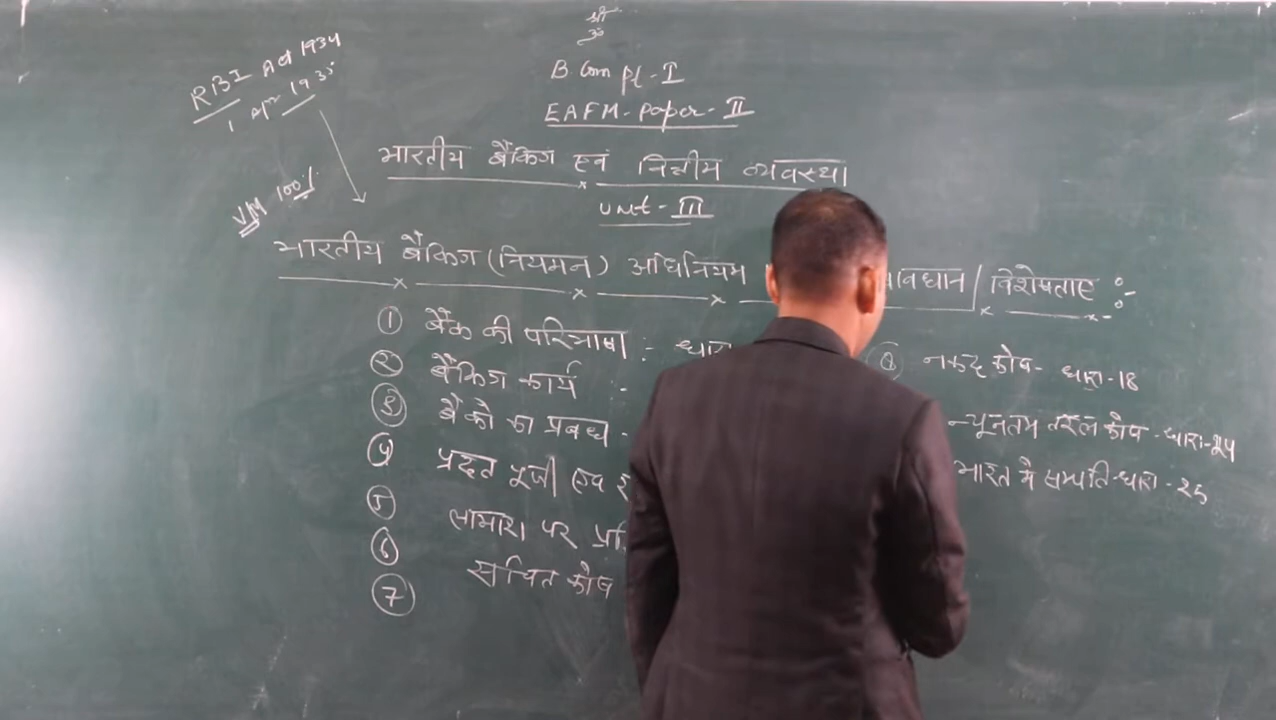 श्री
ॐ
B.Com pt-I
EAFM-Paper-II
भारतीय बैंकिंग एवं वित्तीय व्यवस्था
Unit-III
RBI Act 1934
1 Apr 1935
VM 100%
भारतीय बैंकिंग (नियमन) अधिनियम विधान / विशेषताएं :-
① बैंक की परिभाषा :- धारा
② बैंकिंग कार्य :-
③ बैंको का प्रबन्ध -
④ प्रदत्त पूंजी एवं
⑤ लाभांश पर
⑥ संचित कोष
⑦
⑧ नकद कोष - धारा-18
न्यूनतम तरल कोष - धारा-24
भारत मे सम्पति-धारा-25